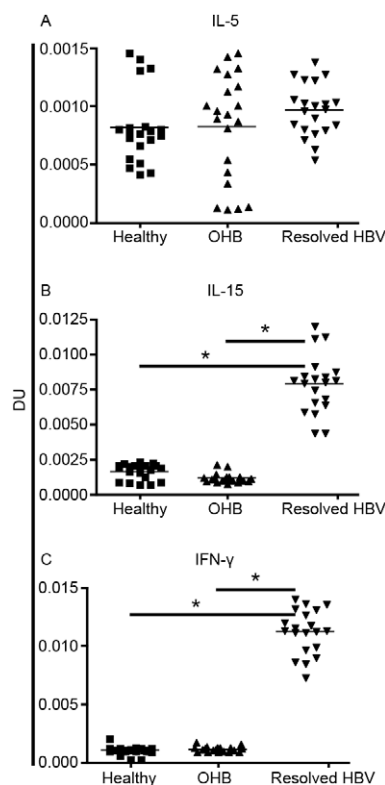 A IL-5
0.0015
0.0010
0.0005
0.0000
Healthy OHB Resolved HBV
B IL-15
*
*
0.0125
0.0100
0.0075
0.0050
0.0025
0.0000
Healthy OHB Resolved HBV
C IFN-γ
*
*
0.015
0.010
0.005
0.000
Healthy OHB Resolved HBV
DU